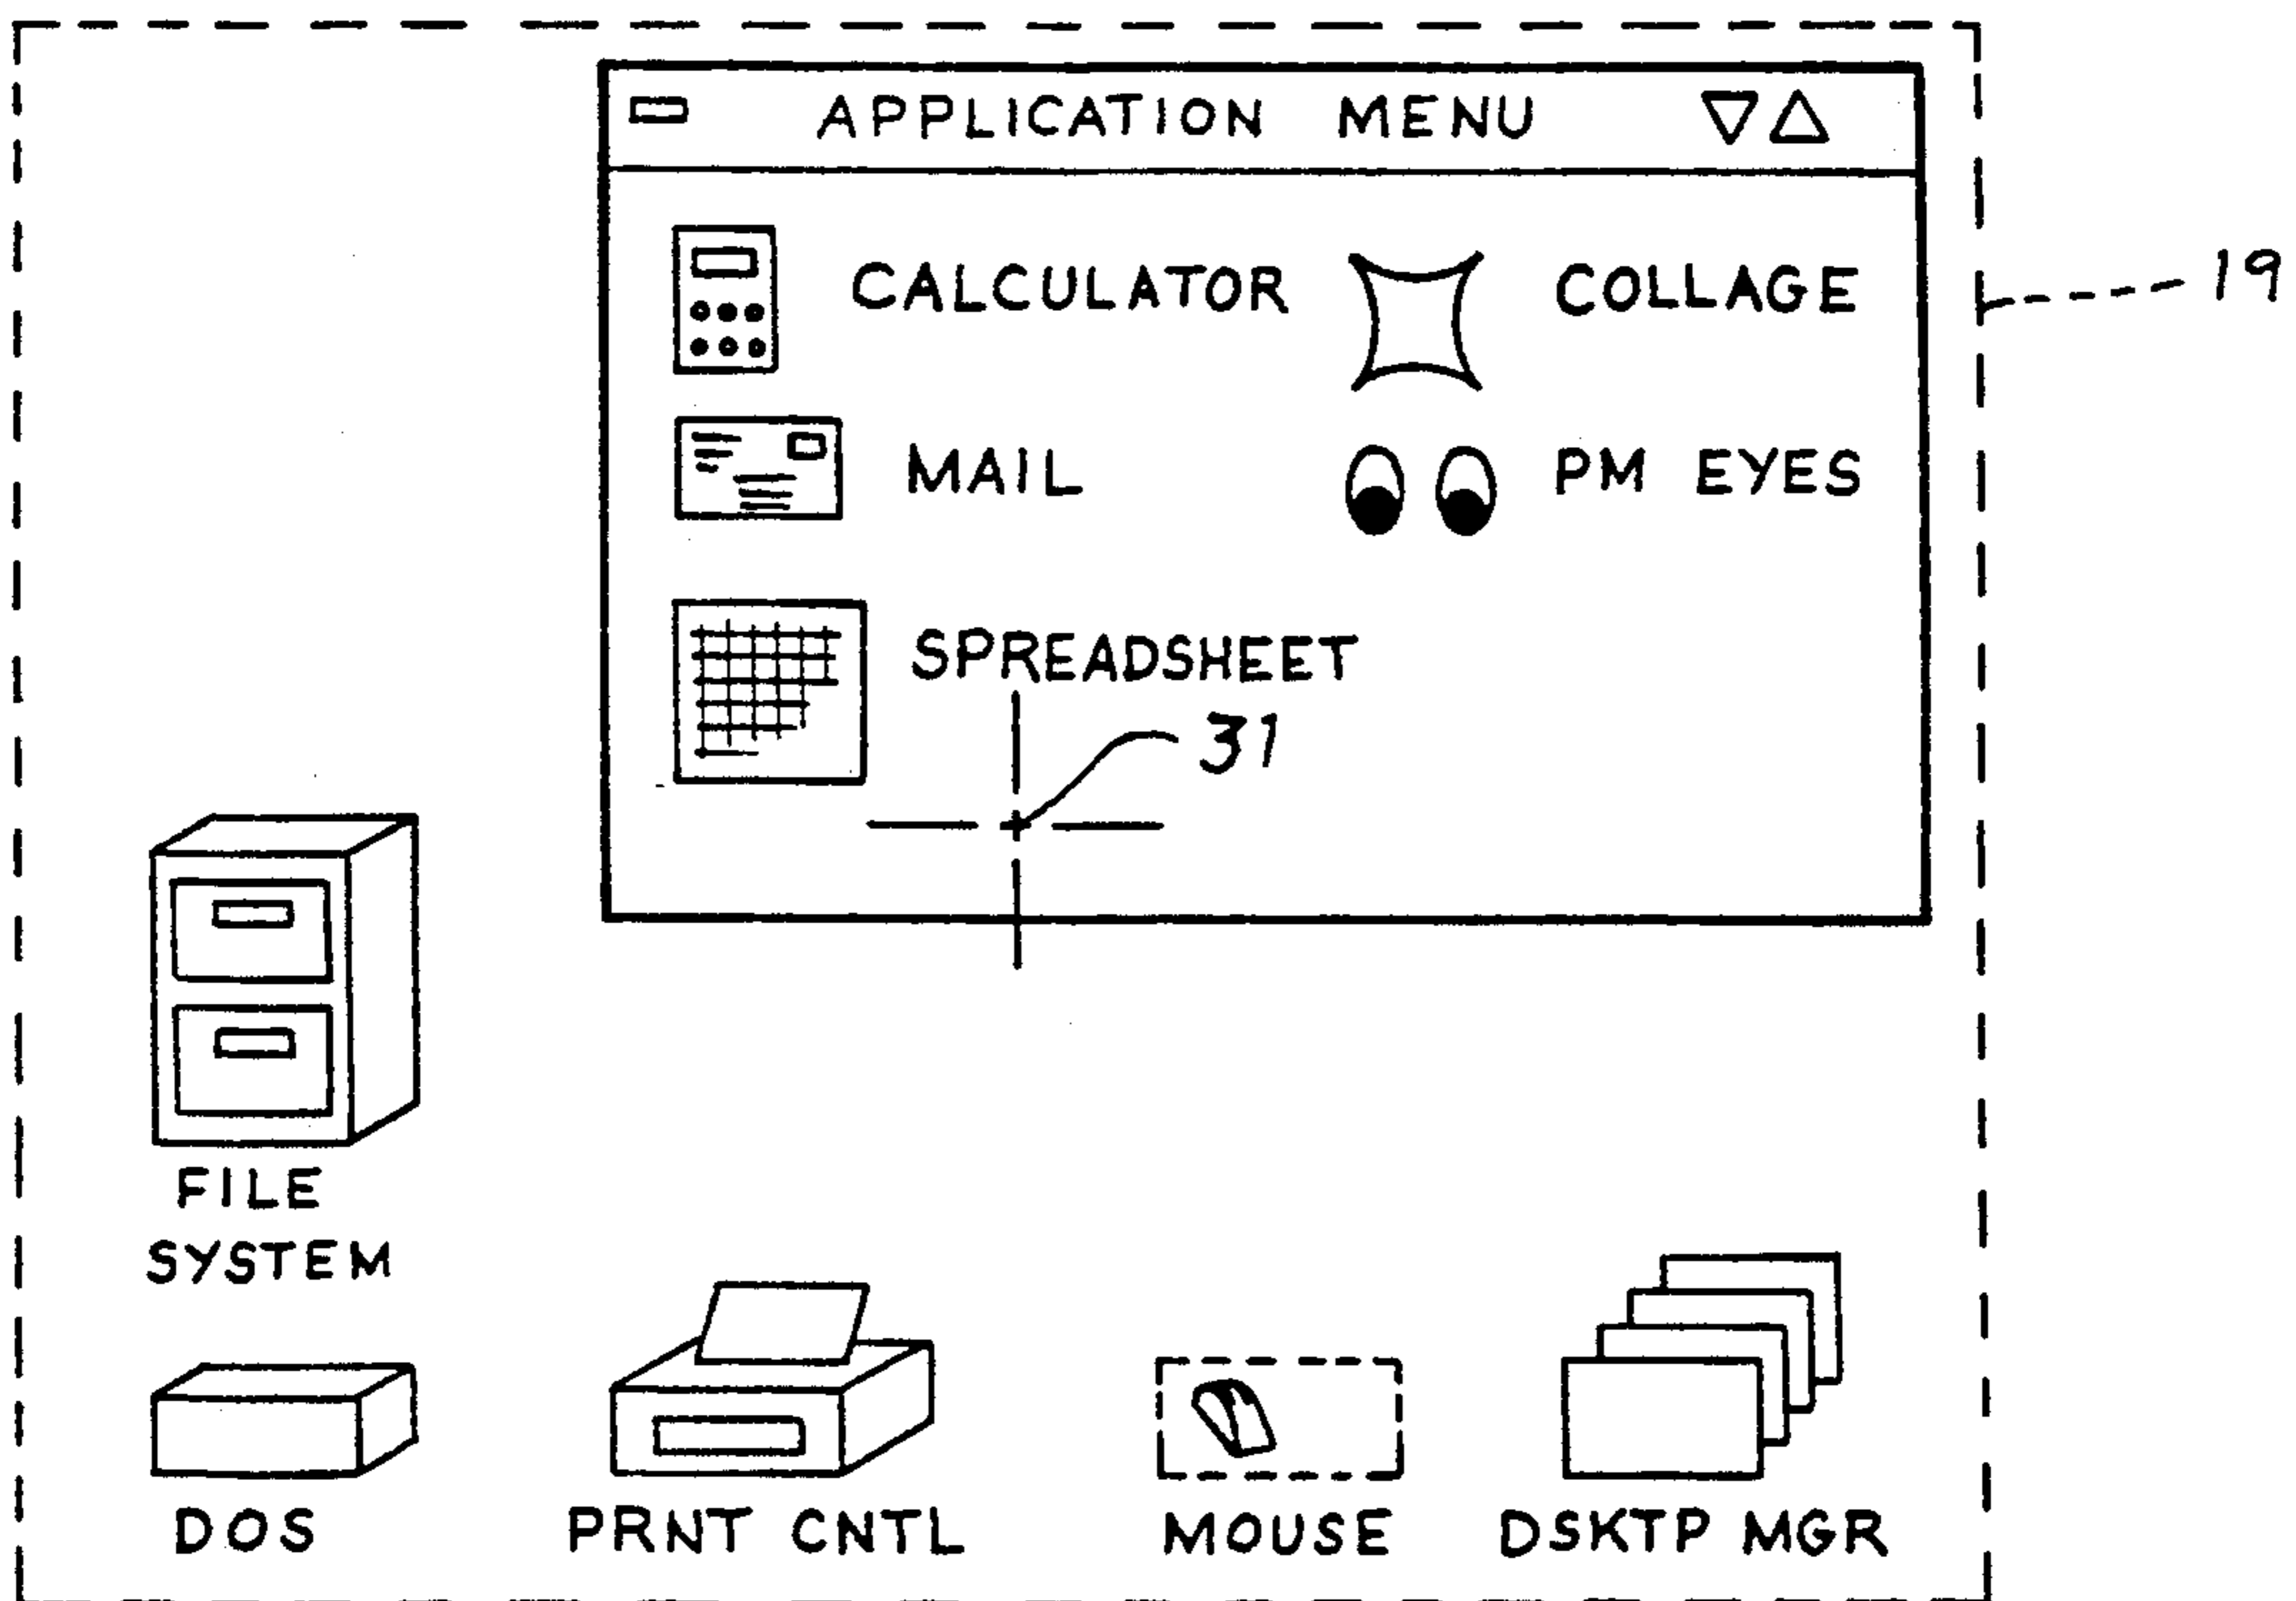 APPLICATION MENU
CALCULATOR
COLLAGE
19
MAIL
PM EYES
SPREADSHEET
31
FILE
SYSTEM
DOS
PRNT CNTL
MOUSE
DSKTP MGR